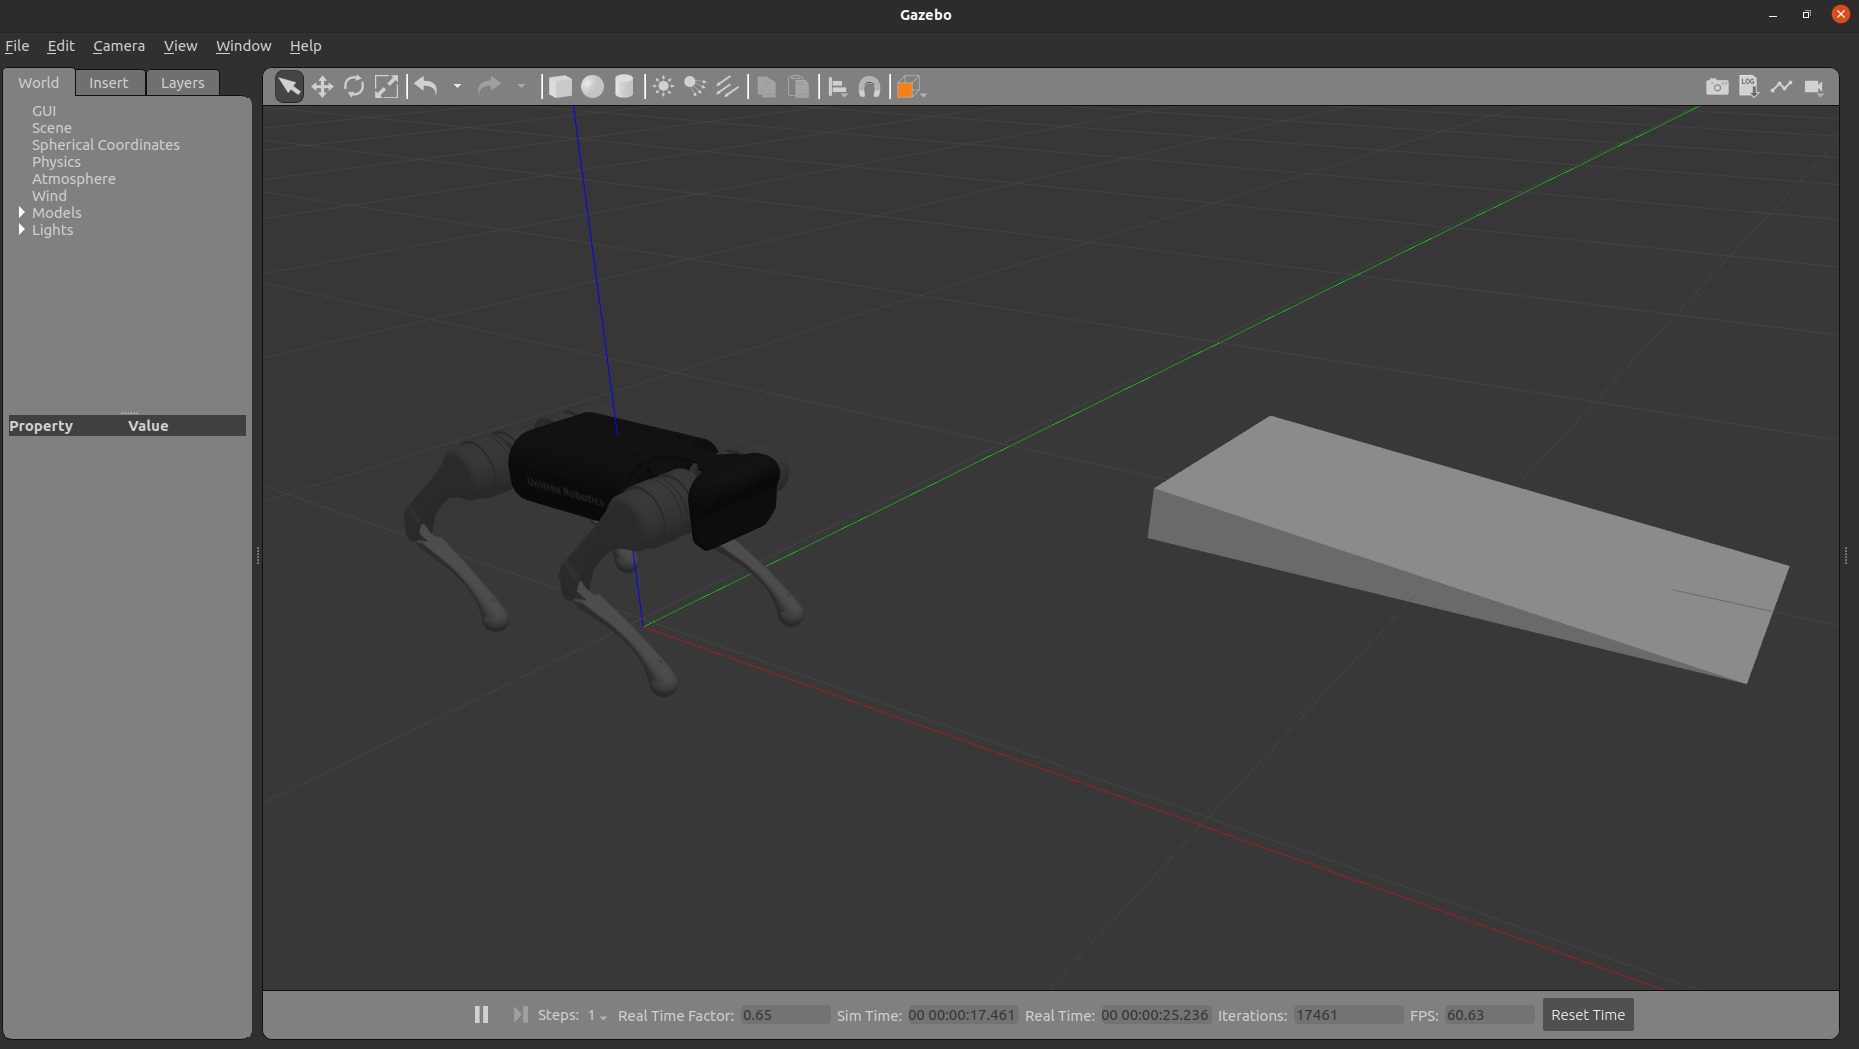 Gazebo
File Edit Camera View Window Help
World Insert Layers
GUI
Scene
Spherical Coordinates
Physics
Atmosphere
Wind
Models
Lights
Property Value
LOG
Unitree Robotics
Steps: 1 Real Time Factor: 0.65 Sim Time: 00 00:00:17.461 Real Time: 00 00:00:25.236 Iterations: 17461 FPS: 60.63 Reset Time